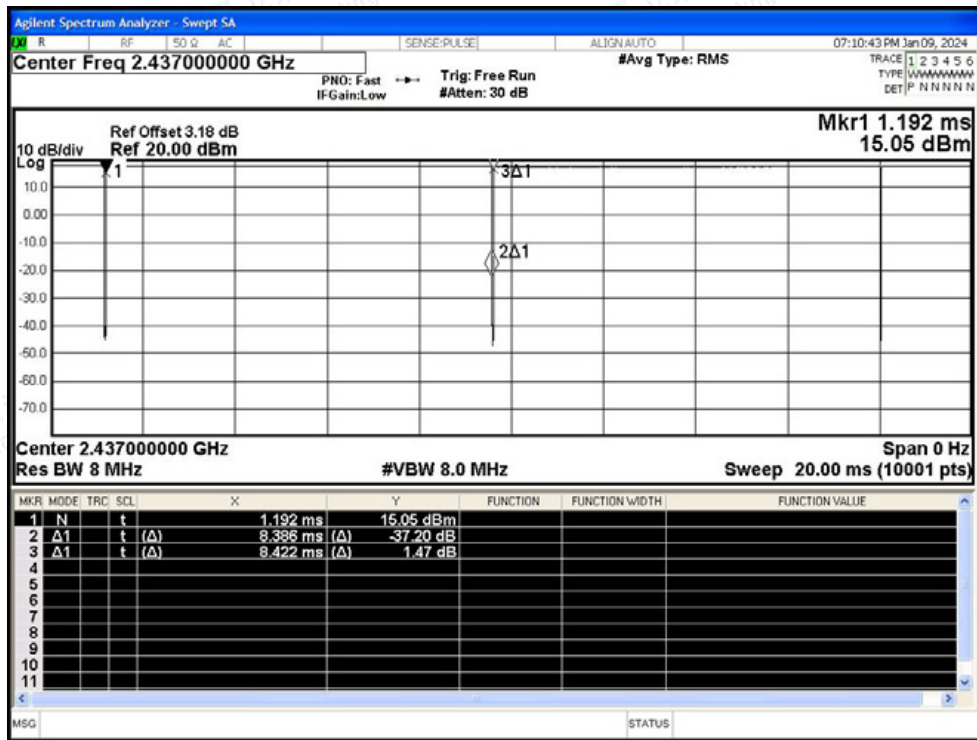 Agilent Spectrum Analyzer - Swept SA
LXI R RF 50 Ω AC SENSE:PULSE ALIGNAUTO 07:10:43 PM Jan 09, 2024
Center Freq 2.437000000 GHz #Avg Type: RMS TRACE 1 2 3 4 5 6
PNO: Fast Trig: Free Run TYPE WWWWWW
IFGain:Low #Atten: 30 dB DET P N N N N N
Mkr1 1.192 ms
Ref Offset 3.18 dB
10 dB/div Ref 20.00 dBm 15.05 dBm
Log
1 3Δ1
10.0
0.00
-10.0
2Δ1
-20.0
-30.0
-40.0
-50.0
-60.0
-70.0
Center 2.437000000 GHz Span 0 Hz
Res BW 8 MHz #VBW 8.0 MHz Sweep 20.00 ms (10001 pts)
MKR MODE TRC SCL X Y FUNCTION FUNCTION WIDTH FUNCTION VALUE
1 N t 1.192 ms 15.05 dBm
2 Δ1 t (Δ) 8.386 ms (Δ) -37.20 dB
3 Δ1 t (Δ) 8.422 ms (Δ) 1.47 dB
4
5
6
7
8
9
10
11
MSG STATUS